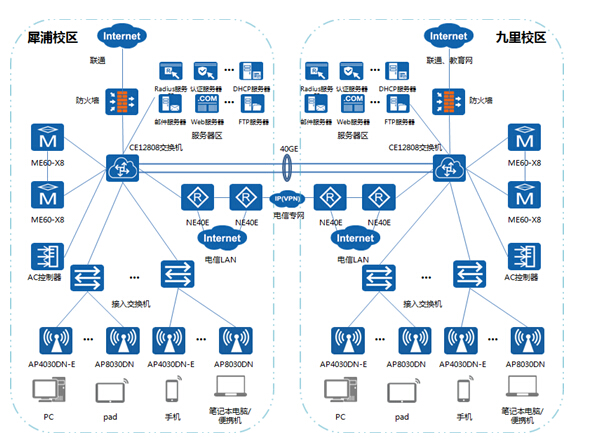 犀浦校区
Internet
联通
防火墙
Radius服务
认证服务器
DHCP服务器
邮件服务器
.COM
Web服务器
FTP服务器
服务器区
CE12808交换机
ME60-X8
ME60-X8
NE40E
NE40E
Internet
电信LAN
AC控制器
接入交换机
AP4030DN-E
AP8030DN
AP4030DN-E
AP8030DN
PC
pad
手机
笔记本电脑/
便携机
40GE
IP(VPN)
电信专网
九里校区
Internet
联通、教育网
防火墙
Radius服务
认证服务器
DHCP服务器
邮件服务器
.COM
Web服务器
FTP服务器
服务器区
CE12808交换机
ME60-X8
ME60-X8
NE40E
NE40E
Internet
电信LAN
AC控制器
接入交换机
AP4030DN-E
AP8030DN
AP4030DN-E
AP8030DN
PC
pad
手机
笔记本电脑/
便携机